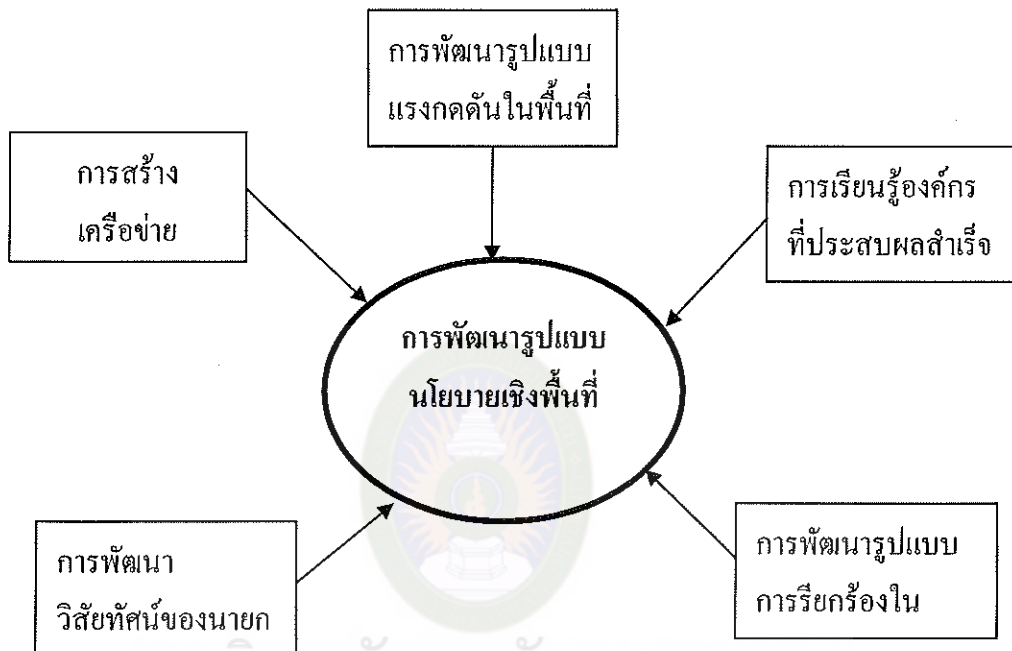 การพัฒนารูปแบบ
แรงกดดันในพื้นที่
การสร้าง
เครือข่าย
การเรียนรู้องค์กร
ที่ประสบผลสำเร็จ
การพัฒนารูปแบบ
นโยบายเชิงพื้นที่
การพัฒนา
วิสัยทัศน์ของนายก
การพัฒนารูปแบบ
การรียกร้องใน